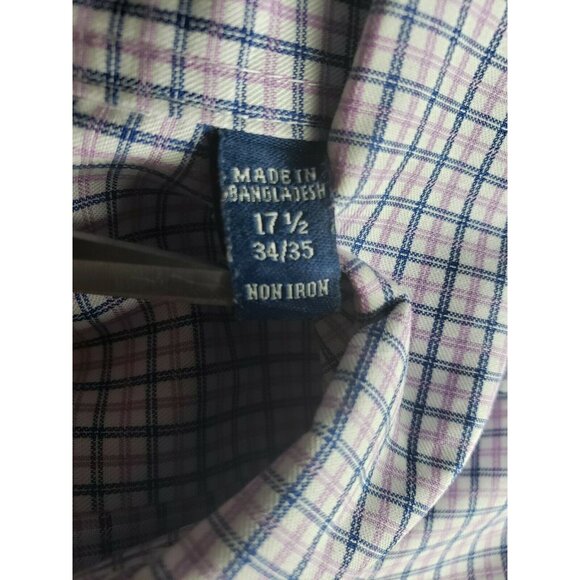 MADE IN
BANGLADESH
17 ½
34/35
NON IRON